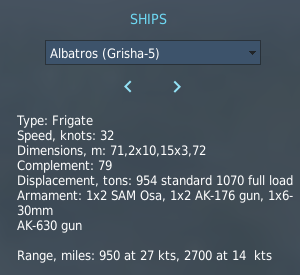 SHIPS
Albatros (Grisha-5)
Type: Frigate
Speed, knots: 32
Dimensions, m: 71,2x10,15x3,72
Complement: 79
Displacement, tons: 954 standard 1070 full load
Armament: 1x2 SAM Osa, 1x2 AK-176 gun, 1x6-
30mm
AK-630 gun
Range, miles: 950 at 27 kts, 2700 at 14  kts